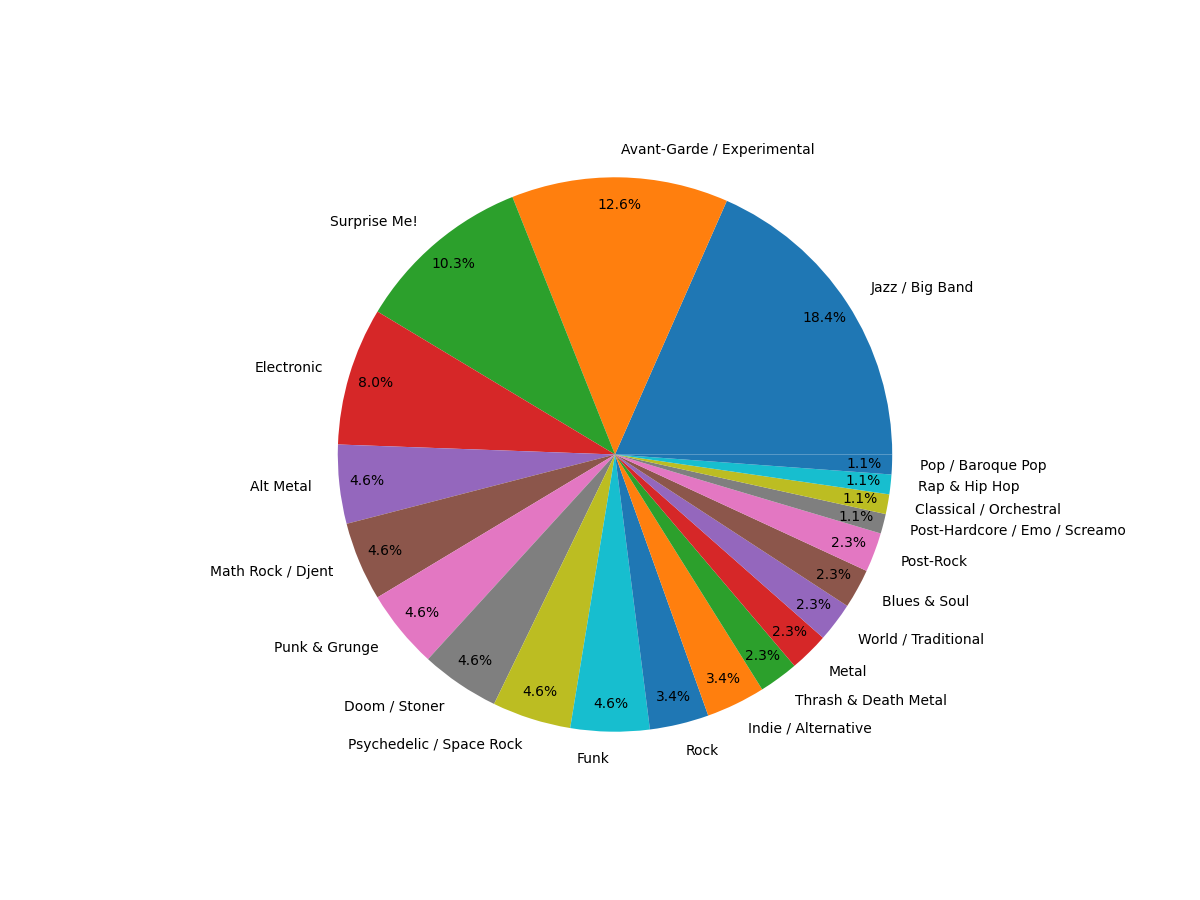 Avant-Garde / Experimental
12.6%
Surprise Me!
10.3%
Jazz / Big Band
18.4%
Electronic
8.0%
Alt Metal
4.6%
Math Rock / Djent
4.6%
Punk & Grunge
4.6%
Doom / Stoner
4.6%
Psychedelic / Space Rock
4.6%
Funk
4.6%
Rock
3.4%
Indie / Alternative
3.4%
Thrash & Death Metal
2.3%
Metal
2.3%
World / Traditional
2.3%
Blues & Soul
2.3%
Post-Rock
2.3%
Post-Hardcore / Emo / Screamo
1.1%
Classical / Orchestral
1.1%
Rap & Hip Hop
1.1%
Pop / Baroque Pop
1.1%